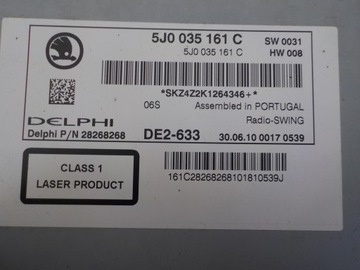 5J0 035 161 C SW 0031
5J0 035 161 C HW 008
*SKZ4Z2K1264346+*
06S Assembled in PORTUGAL
DELPHI Radio-SWING
Delphi P/N 28268268 DE2-633 30.06.10 0017 0539
CLASS 1
LASER PRODUCT
161C28268268101810539J